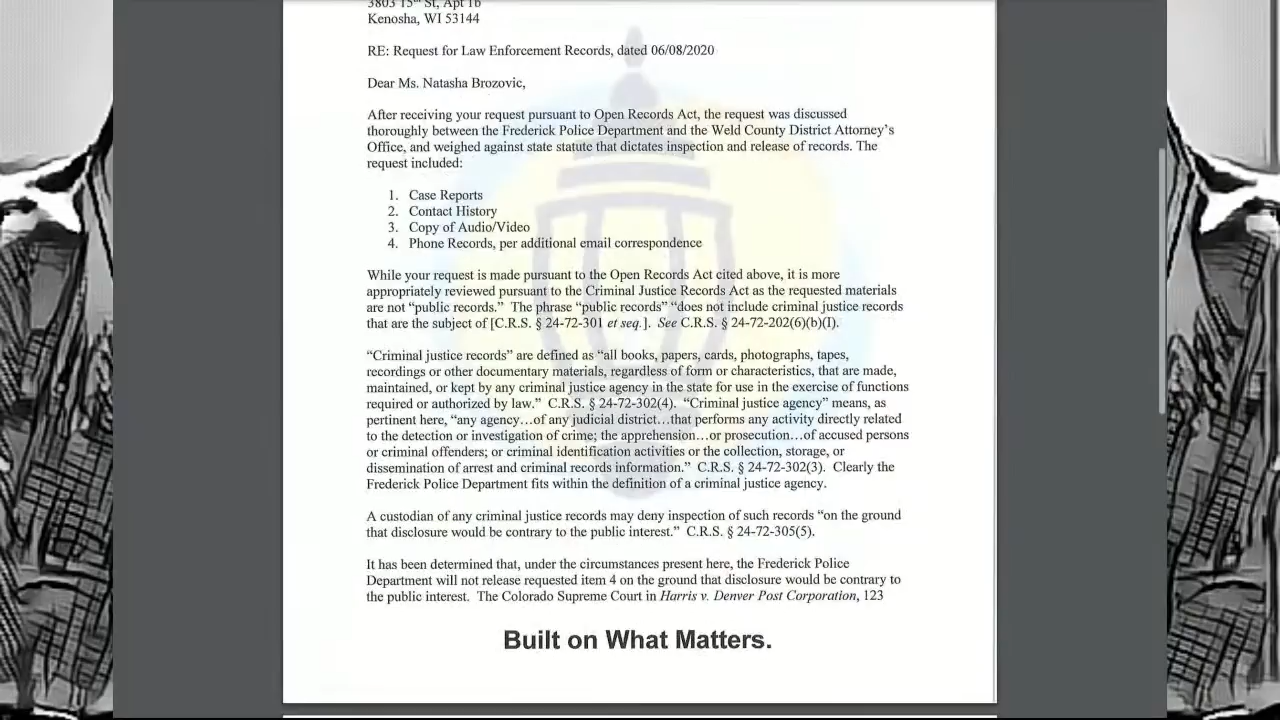 3803 15th St, Apt 1b
Kenosha, WI 53144
RE: Request for Law Enforcement Records, dated 06/08/2020
Dear Ms. Natasha Brozovic,
After receiving your request pursuant to Open Records Act, the request was discussed
thoroughly between the Frederick Police Department and the Weld County District Attorney’s
Office, and weighed against state statute that dictates inspection and release of records. The
request included:
1. Case Reports
2. Contact History
3. Copy of Audio/Video
4. Phone Records, per additional email correspondence
While your request is made pursuant to the Open Records Act cited above, it is more
appropriately reviewed pursuant to the Criminal Justice Records Act as the requested materials
are not “public records.” The phrase “public records” “does not include criminal justice records
that are the subject of [C.R.S. § 24-72-301 et seq.]. See C.R.S. § 24-72-202(6)(b)(I).
“Criminal justice records” are defined as “all books, papers, cards, photographs, tapes,
recordings or other documentary materials, regardless of form or characteristics, that are made,
maintained, or kept by any criminal justice agency in the state for use in the exercise of functions
required or authorized by law.” C.R.S. § 24-72-302(4). “Criminal justice agency” means, as
pertinent here, “any agency…of any judicial district…that performs any activity directly related
to the detection or investigation of crime; the apprehension…or prosecution…of accused persons
or criminal offenders; or criminal identification activities or the collection, storage, or
dissemination of arrest and criminal records information.” C.R.S. § 24-72-302(3). Clearly the
Frederick Police Department fits within the definition of a criminal justice agency.
A custodian of any criminal justice records may deny inspection of such records “on the ground
that disclosure would be contrary to the public interest.” C.R.S. § 24-72-305(5).
It has been determined that, under the circumstances present here, the Frederick Police
Department will not release requested item 4 on the ground that disclosure would be contrary to
the public interest. The Colorado Supreme Court in Harris v. Denver Post Corporation, 123
Built on What Matters.